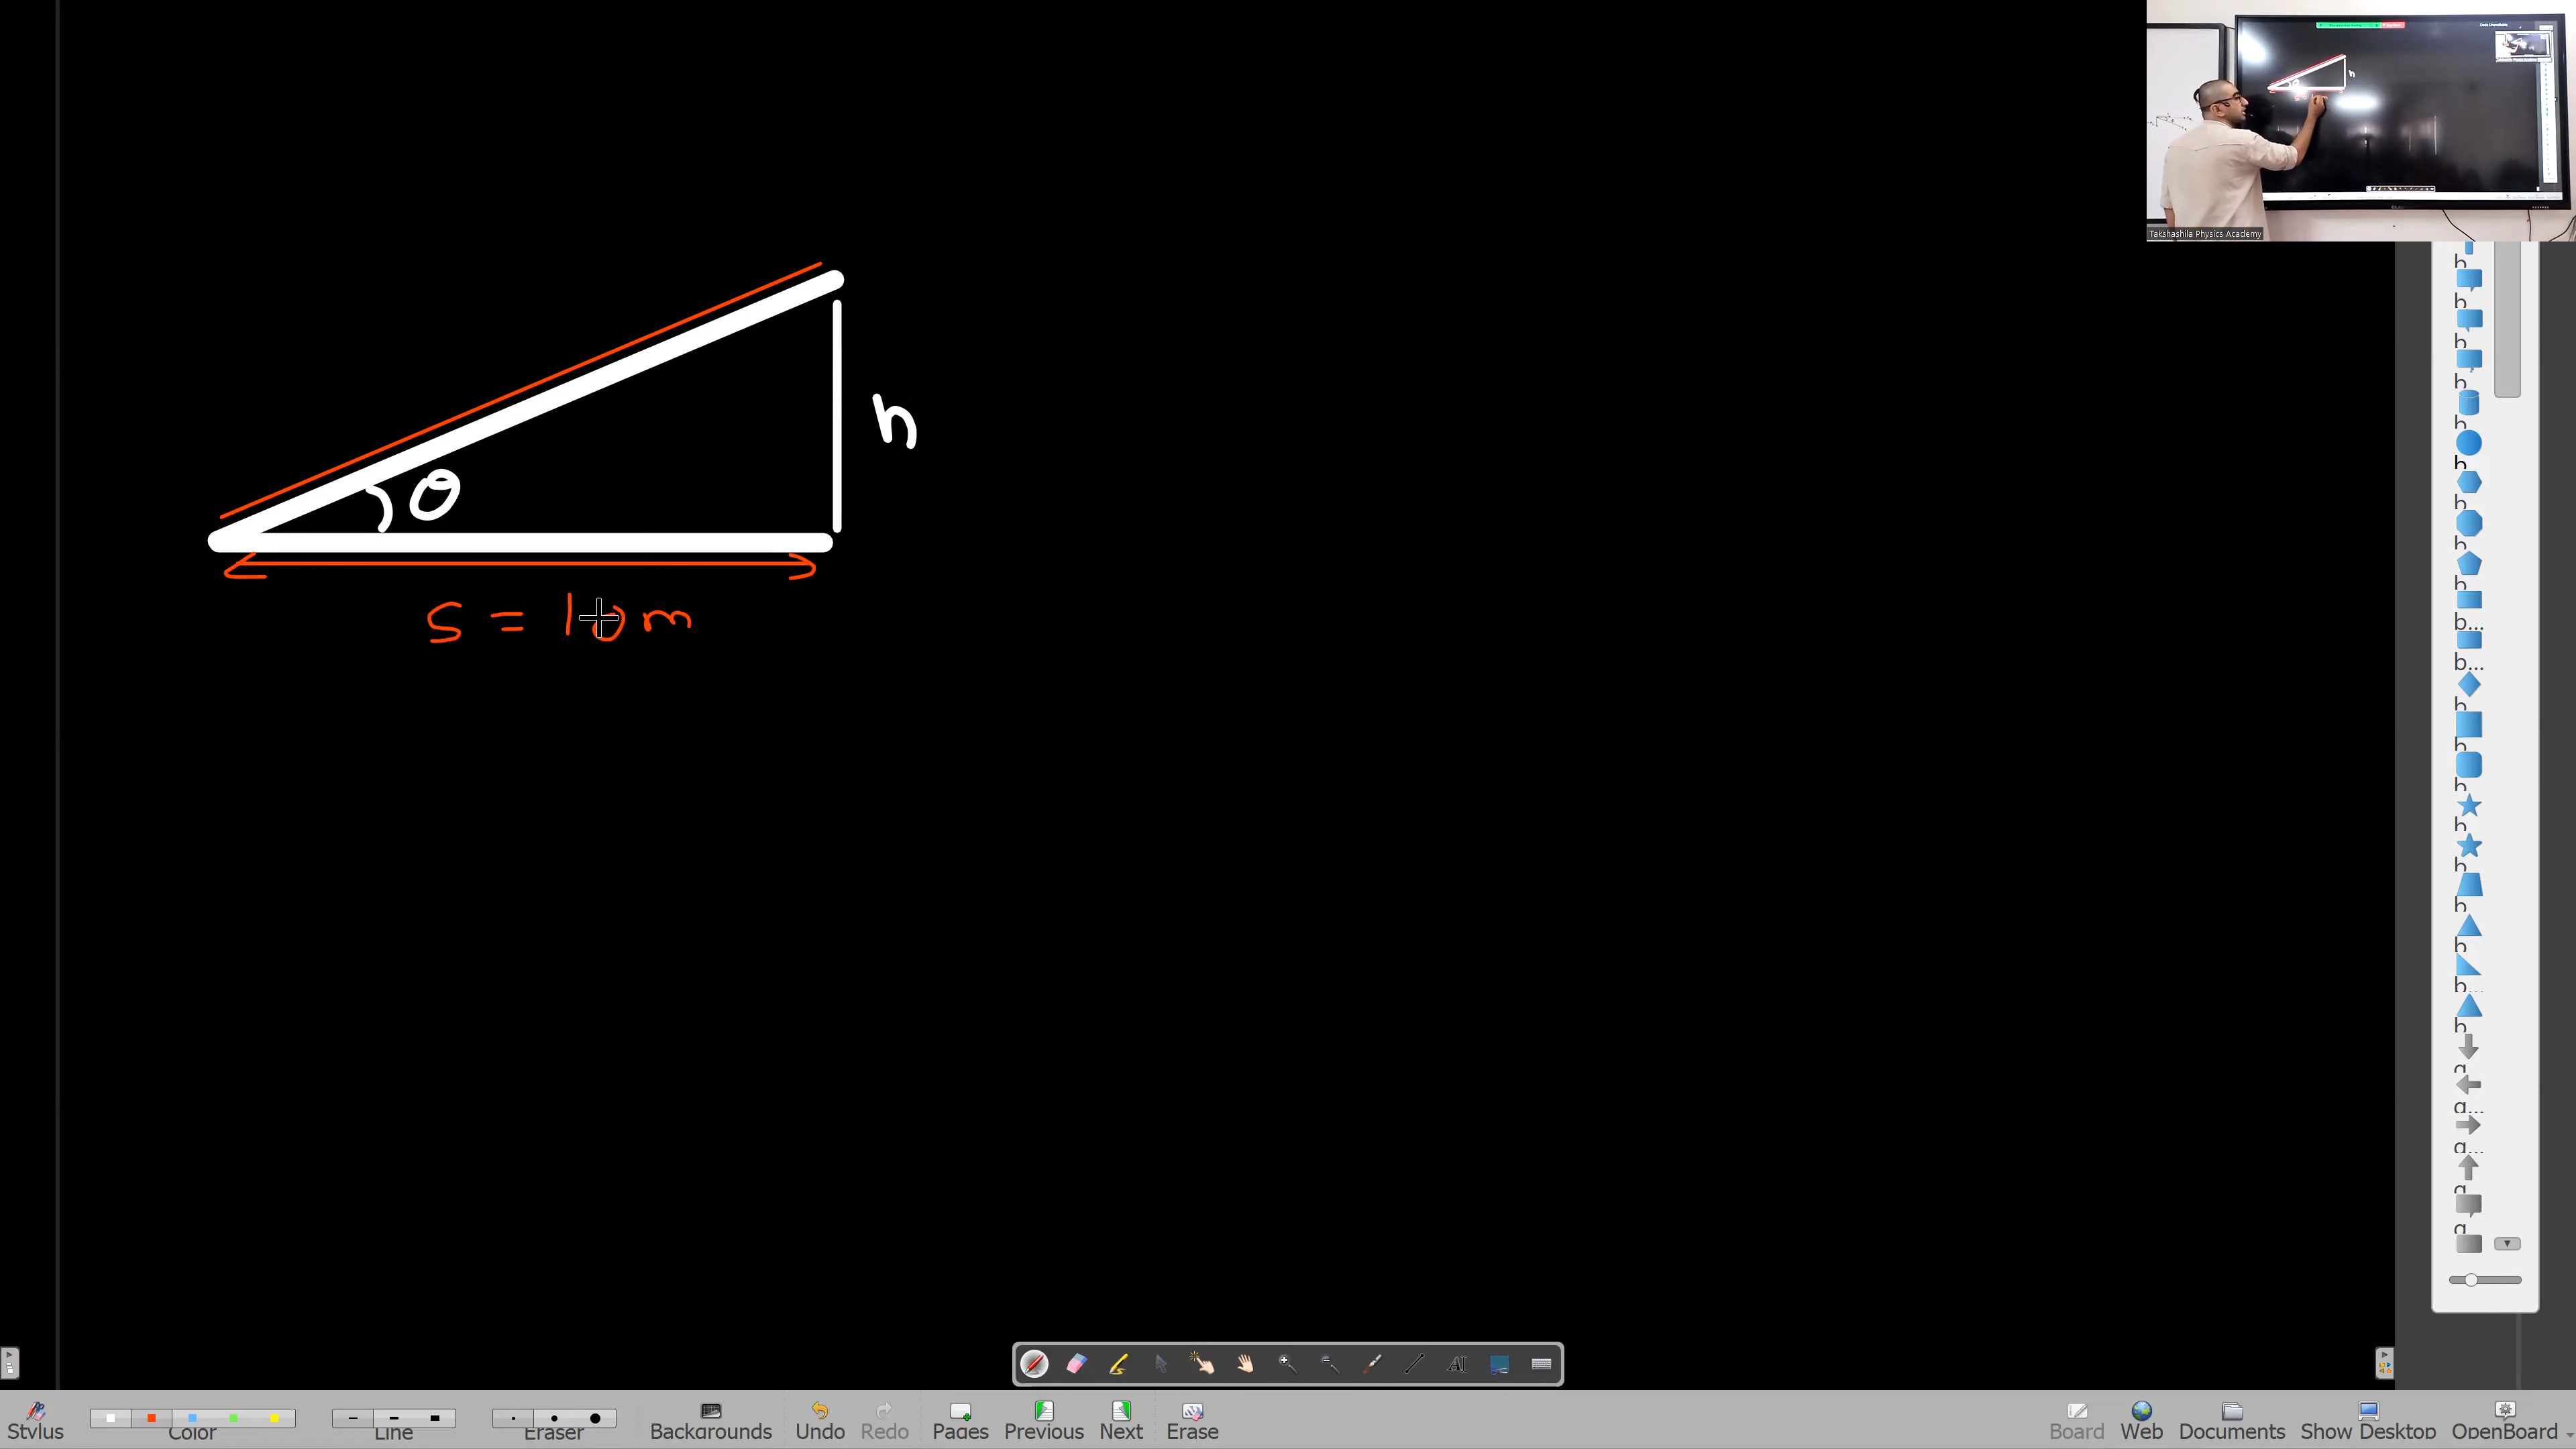 Takshashila Physics Academy
h
θ
s = 10 m
b
b
b
b
b
b
b
b
b
b...
b...
b
b
b
b
b
b
b
b
b...
b
a
a...
a...
a
a
Stylus
Color
Line
Eraser
Backgrounds
Undo
Redo
Pages
Previous
Next
Erase
Board
Web
Documents
Show Desktop
OpenBoard